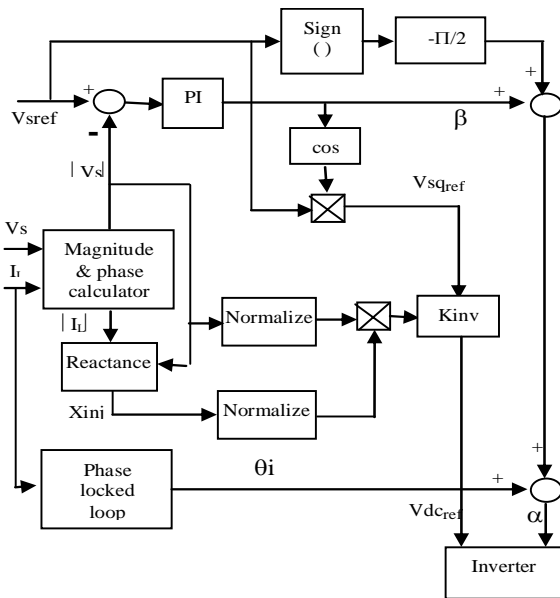 Sign
( )
-Π/2
+
+
Vsref
-
PI
+
β
cos
|Vs|
Vsqref
Vs
IL
Magnitude
& phase
calculator
|IL|
Normalize
Kinv
Reactance
Xinj
Normalize
Phase
locked
loop
θi
+
+
Vdcref
α
Inverter